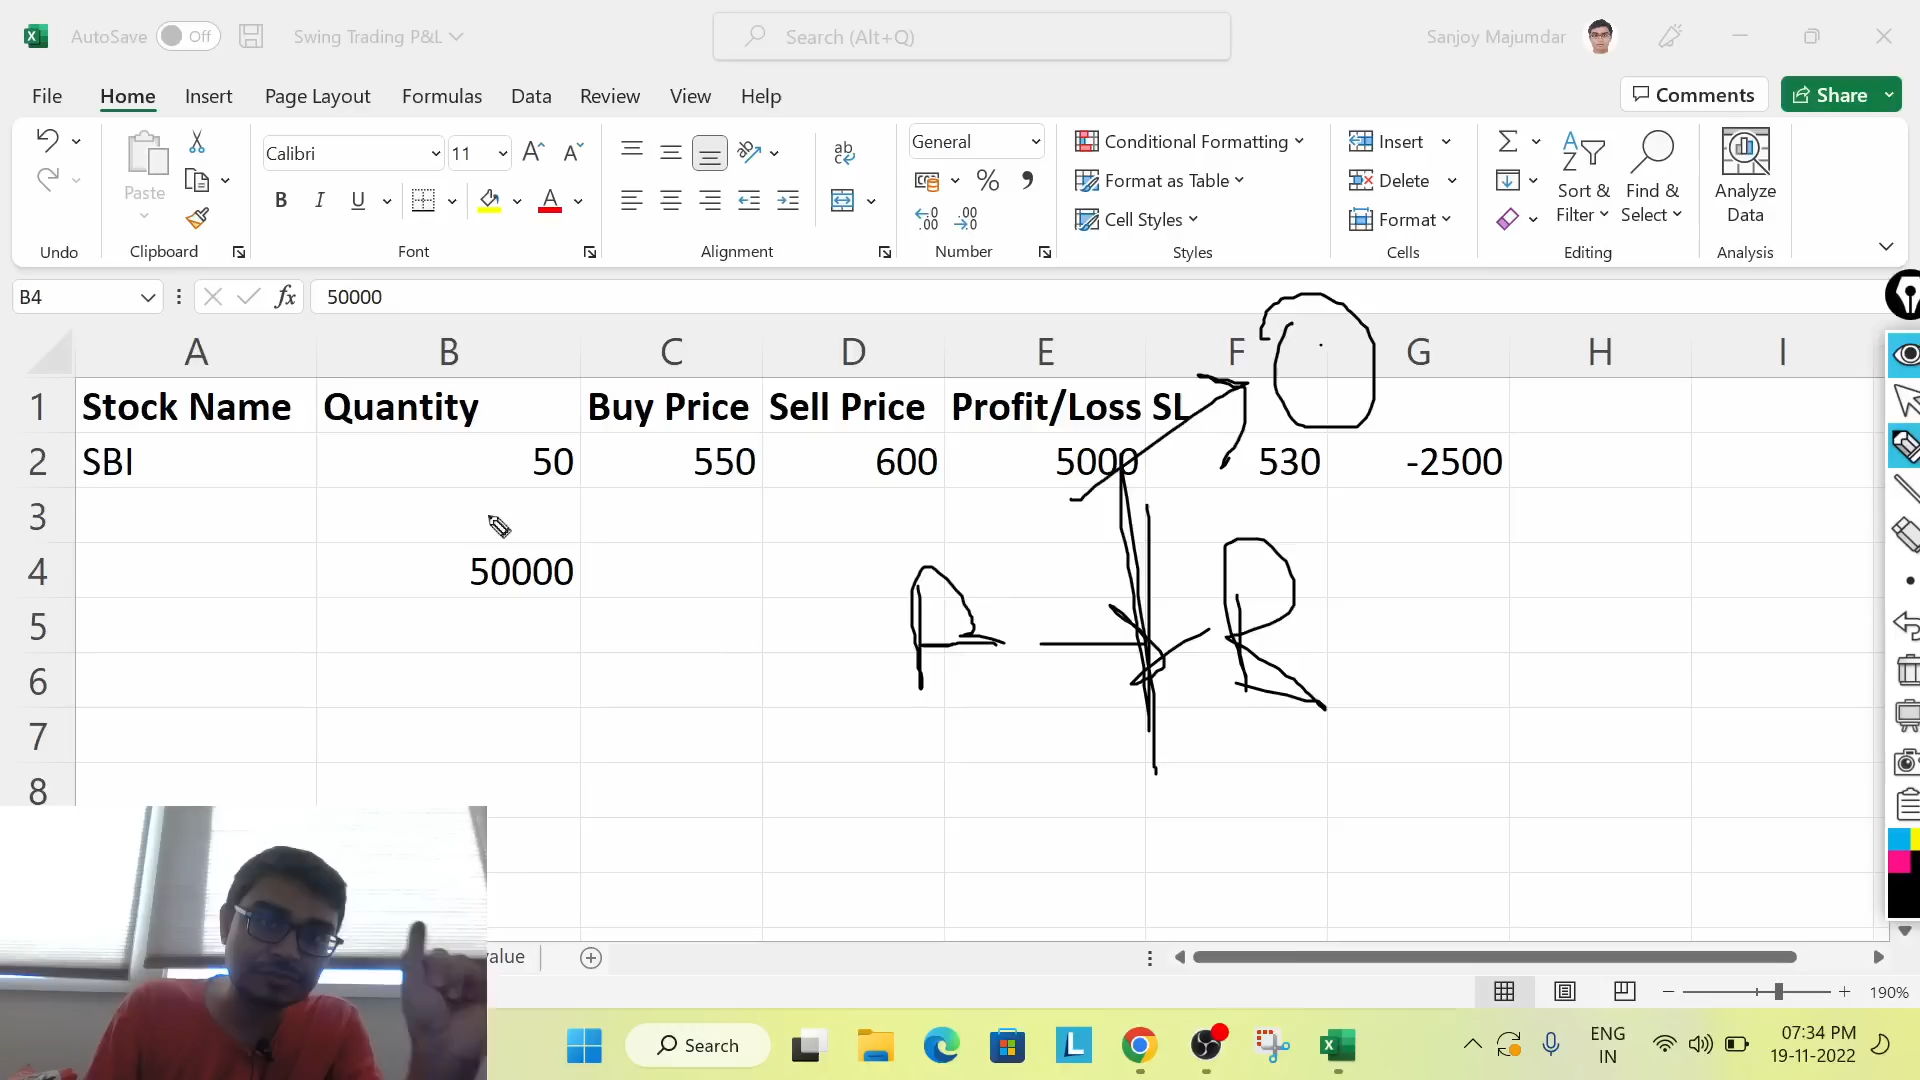 AutoSave Off Swing Trading P&L Search (Alt+Q) Sanjoy Majumdar
File Home Insert Page Layout Formulas Data Review View Help Comments Share
Calibri 11 General Conditional Formatting Insert
Paste Format as Table Delete Sort & Filter Find & Select Analyze Data
B I U A % Cell Styles Format
Undo Clipboard Font Alignment Number Styles Cells Editing Analysis
B4 fx 50000
A B C D E F G H I
1 Stock Name Quantity Buy Price Sell Price Profit/Loss SL
2 SBI 50 550 600 5000 530 -2500
3
4 50000
P R
5
6
7
8
value
190%
Search L ENG IN 07:34 PM 19-11-2022